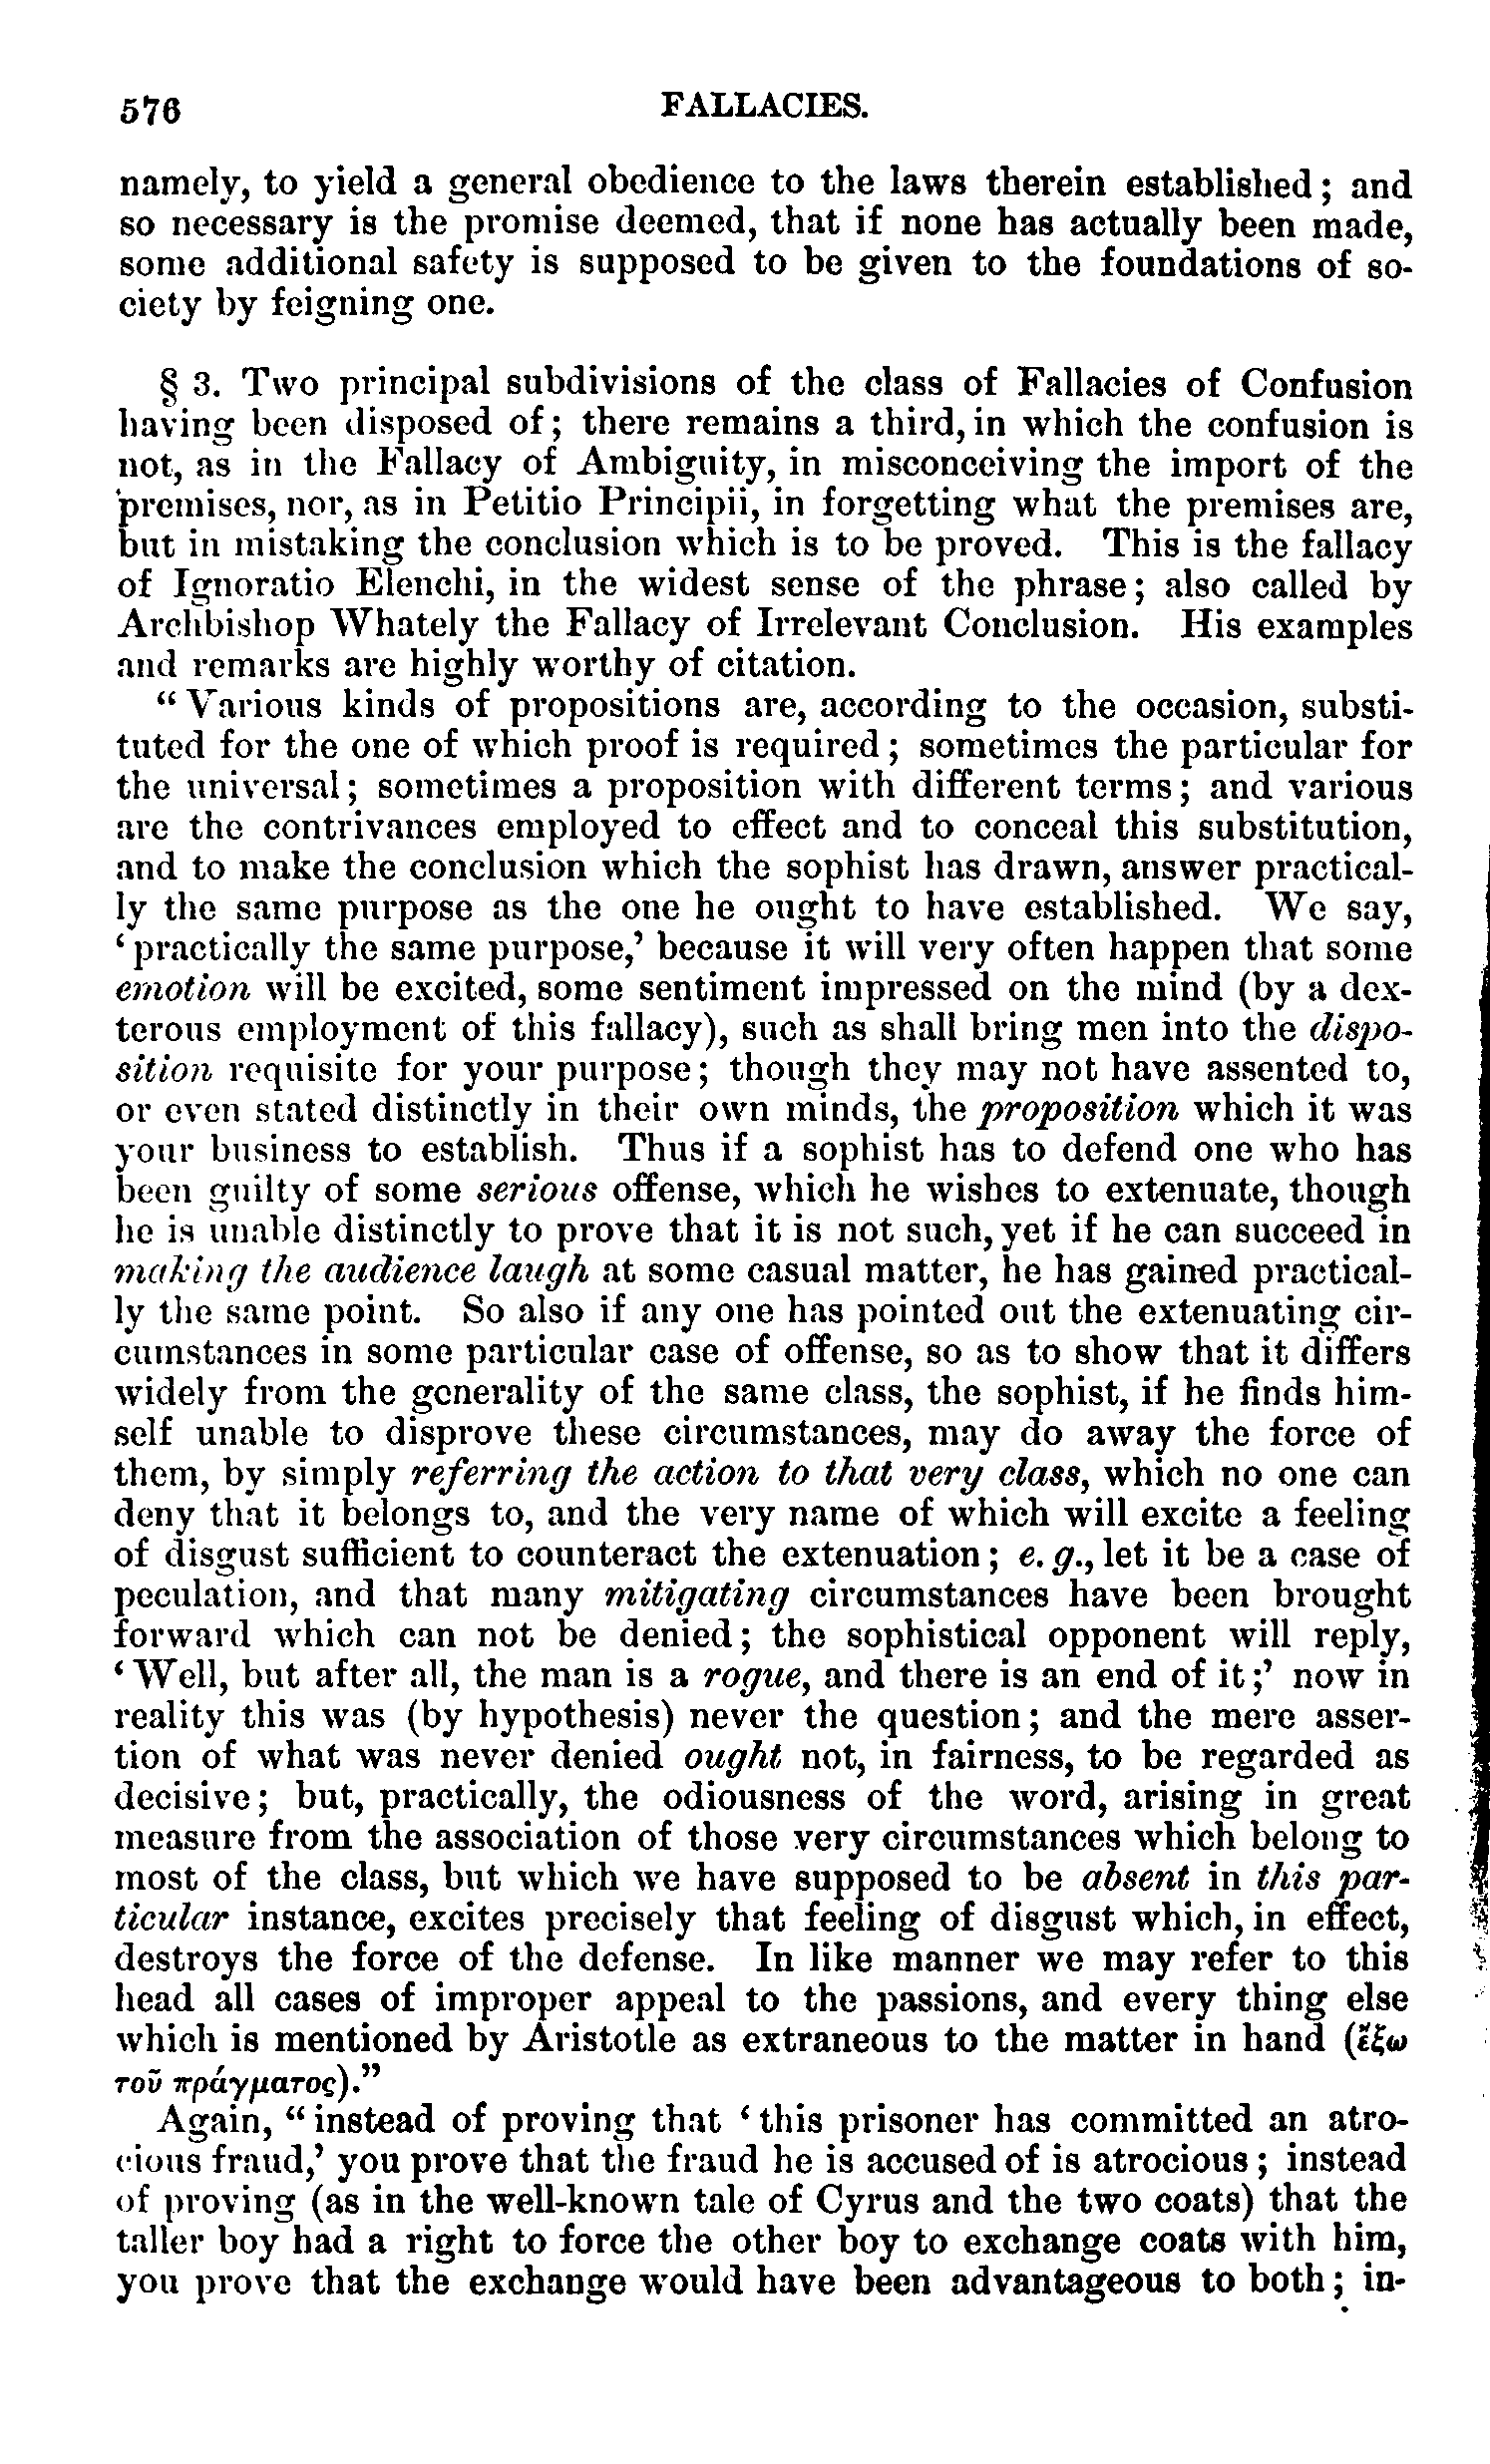 576 FALLACIES.
namely, to yield a general obedience to the laws therein established; and
so necessary is the promise deemed, that if none has actually been made,
some additional safety is supposed to be given to the foundations of so-
ciety by feigning one.
§ 3. Two principal subdivisions of the class of Fallacies of Confusion
having been disposed of; there remains a third, in which the confusion is
not, as in the Fallacy of Ambiguity, in misconceiving the import of the
premises, nor, as in Petitio Principii, in forgetting what the premises are,
but in mistaking the conclusion which is to be proved. This is the fallacy
of Ignoratio Elenchi, in the widest sense of the phrase; also called by
Archbishop Whately the Fallacy of Irrelevant Conclusion. His examples
and remarks are highly worthy of citation.
“Various kinds of propositions are, according to the occasion, substi-
tuted for the one of which proof is required; sometimes the particular for
the universal; sometimes a proposition with different terms; and various
are the contrivances employed to effect and to conceal this substitution,
and to make the conclusion which the sophist has drawn, answer practical-
ly the same purpose as the one he ought to have established. We say,
‘practically the same purpose,’ because it will very often happen that some
emotion will be excited, some sentiment impressed on the mind (by a dex-
terous employment of this fallacy), such as shall bring men into the dispo-
sition requisite for your purpose; though they may not have assented to,
or even stated distinctly in their own minds, the proposition which it was
your business to establish. Thus if a sophist has to defend one who has
been guilty of some serious offense, which he wishes to extenuate, though
he is unable distinctly to prove that it is not such, yet if he can succeed in
making the audience laugh at some casual matter, he has gained practical-
ly the same point. So also if any one has pointed out the extenuating cir-
cumstances in some particular case of offense, so as to show that it differs
widely from the generality of the same class, the sophist, if he finds him-
self unable to disprove these circumstances, may do away the force of
them, by simply referring the action to that very class, which no one can
deny that it belongs to, and the very name of which will excite a feeling
of disgust sufficient to counteract the extenuation; e. g., let it be a case of
peculation, and that many mitigating circumstances have been brought
forward which can not be denied; the sophistical opponent will reply,
‘Well, but after all, the man is a rogue, and there is an end of it;’ now in
reality this was (by hypothesis) never the question; and the mere asser-
tion of what was never denied ought not, in fairness, to be regarded as
decisive; but, practically, the odiousness of the word, arising in great
measure from the association of those very circumstances which belong to
most of the class, but which we have supposed to be absent in this par-
ticular instance, excites precisely that feeling of disgust which, in effect,
destroys the force of the defense. In like manner we may refer to this
head all cases of improper appeal to the passions, and every thing else
which is mentioned by Aristotle as extraneous to the matter in hand (ἔξω
τοῦ πράγματος).”
Again, “instead of proving that ‘this prisoner has committed an atro-
cious fraud,’ you prove that the fraud he is accused of is atrocious; instead
of proving (as in the well-known tale of Cyrus and the two coats) that the
taller boy had a right to force the other boy to exchange coats with him,
you prove that the exchange would have been advantageous to both; in-